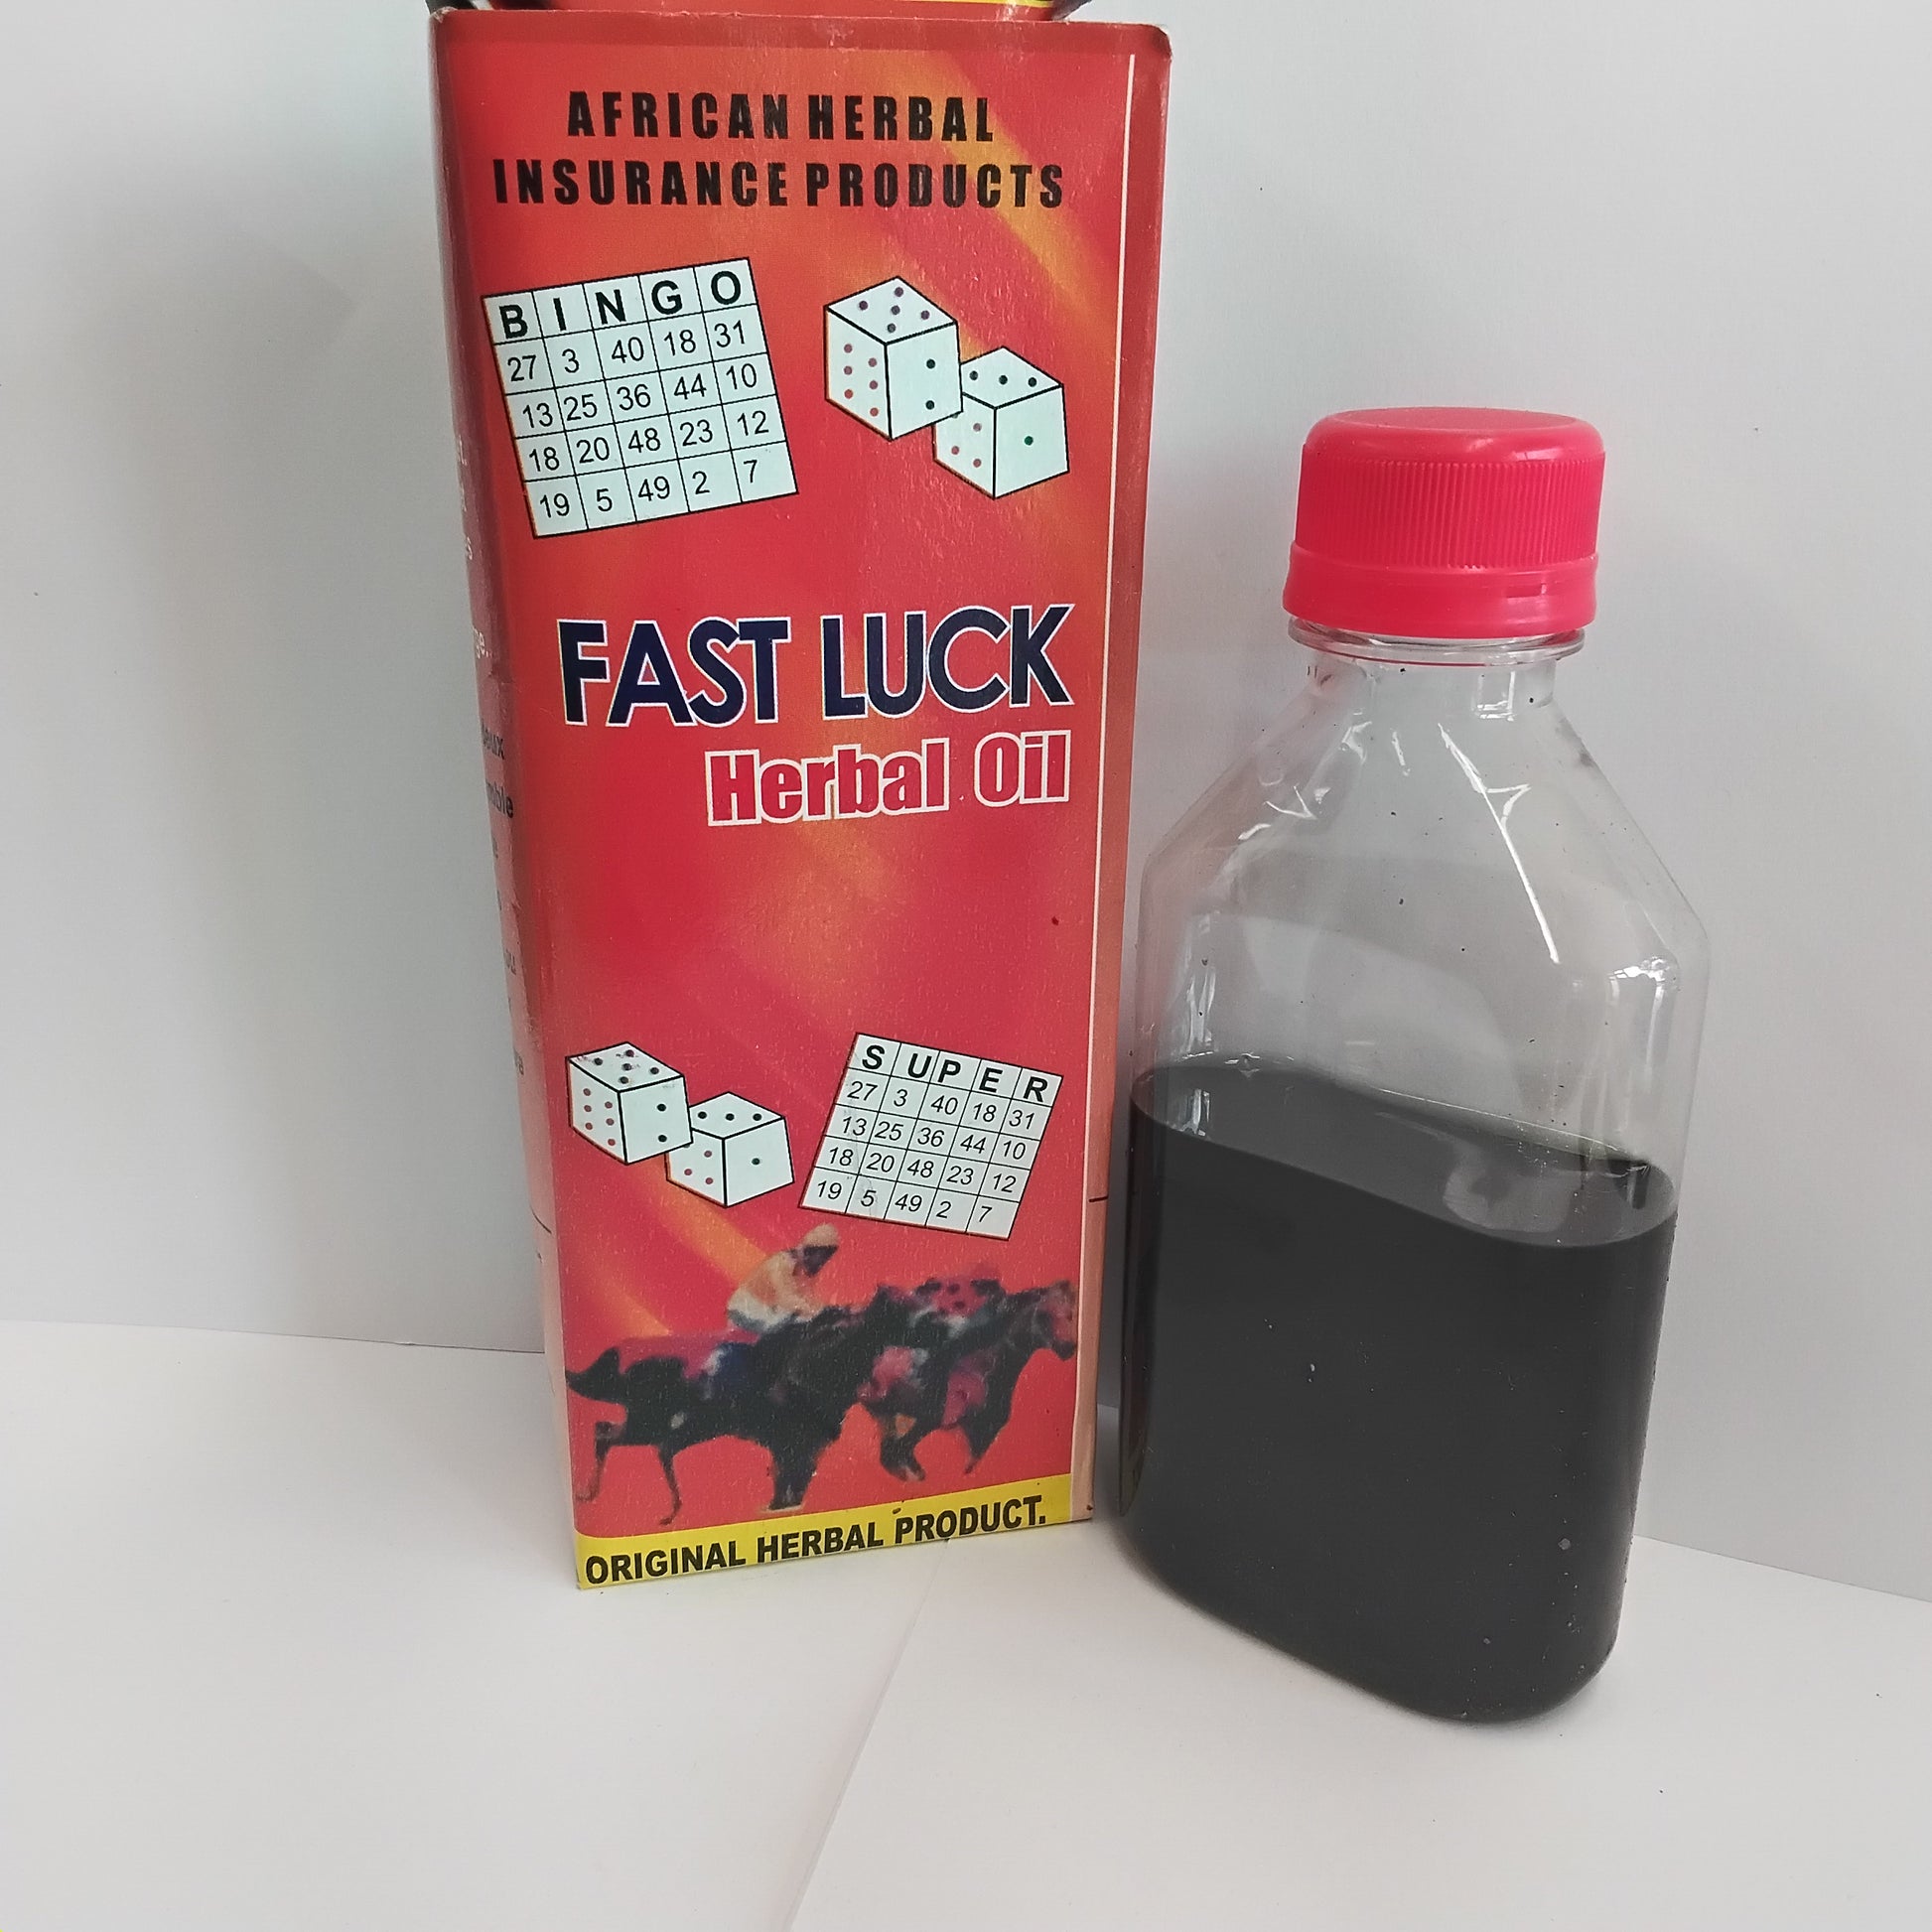 AFRICAN HERBAL
INSURANCE PRODUCTS
B I N G O
27 3 40 18 31
13 25 36 44 10
18 20 48 23 12
19 5 49 2 7
FAST LUCK
Herbal Oil
S U P E R
27 3 40 18 31
13 25 36 44 10
18 20 48 23 12
19 5 49 2 7
ORIGINAL HERBAL PRODUCT.